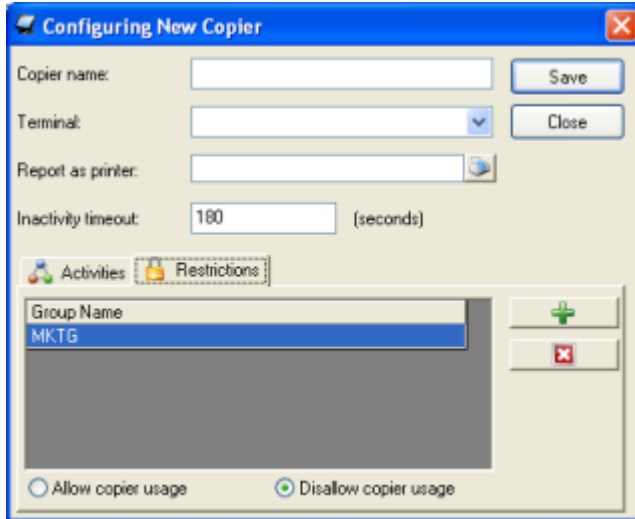 Configuring New Copier
Copier name:
Save
Terminal:
Close
Report as printer:
Inactivity timeout: 180 (seconds)
Activities Restrictions
Group Name
MKTG
Allow copier usage Disallow copier usage